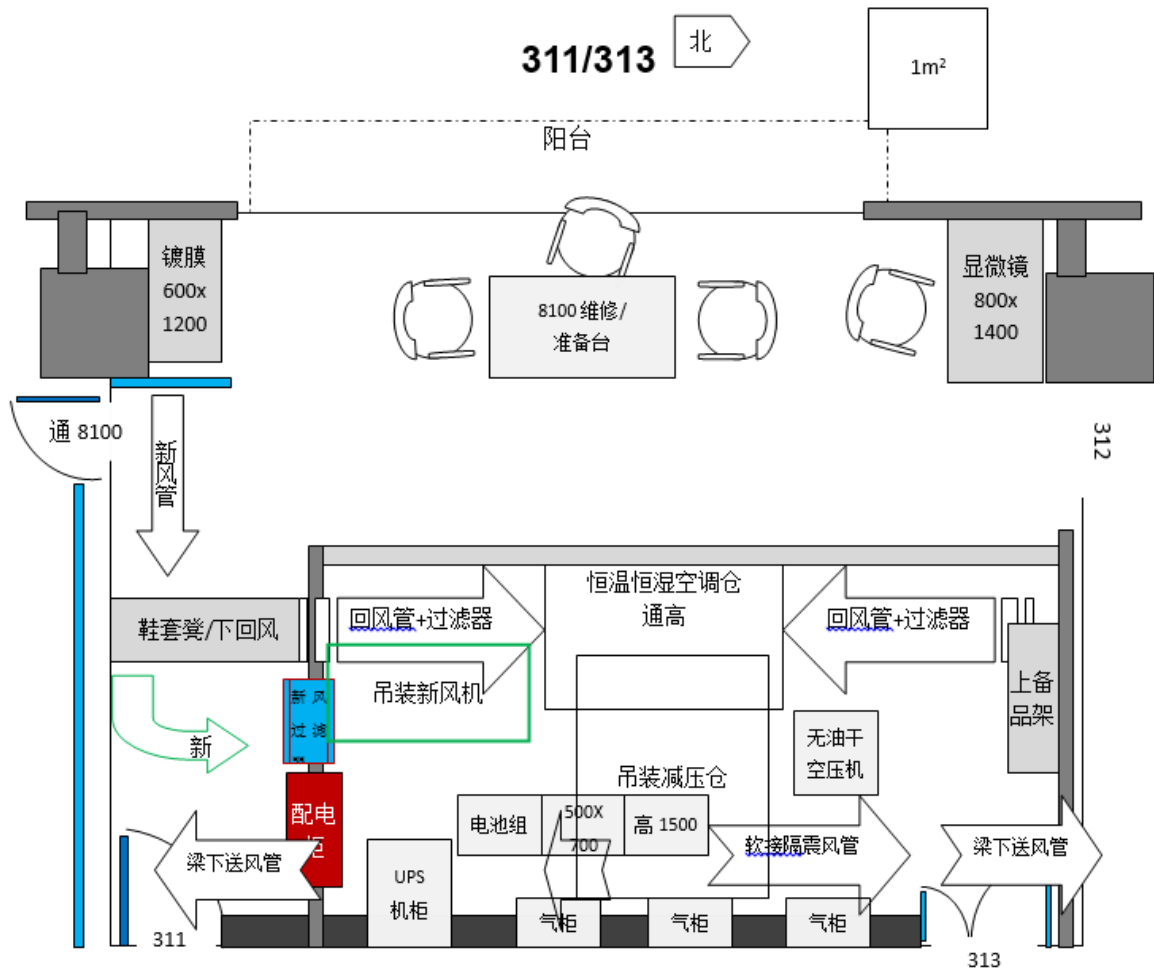 311/313
北
1m²
阳台
镀膜
600x
1200
8100 维修/
准备台
显微镜
800x
1400
通 8100
新风管
312
恒温恒湿空调仓
通高
回风管+过滤器
回风管+过滤器
鞋套凳/下回风
吊装新风机
上备
品架
新 风
过 滤
新
无油干
空压机
吊装减压仓
配电
柜
电池组
500X
700
高 1500
软接隔震风管
梁下送风管
梁下送风管
UPS
机柜
气柜
气柜
气柜
311
313